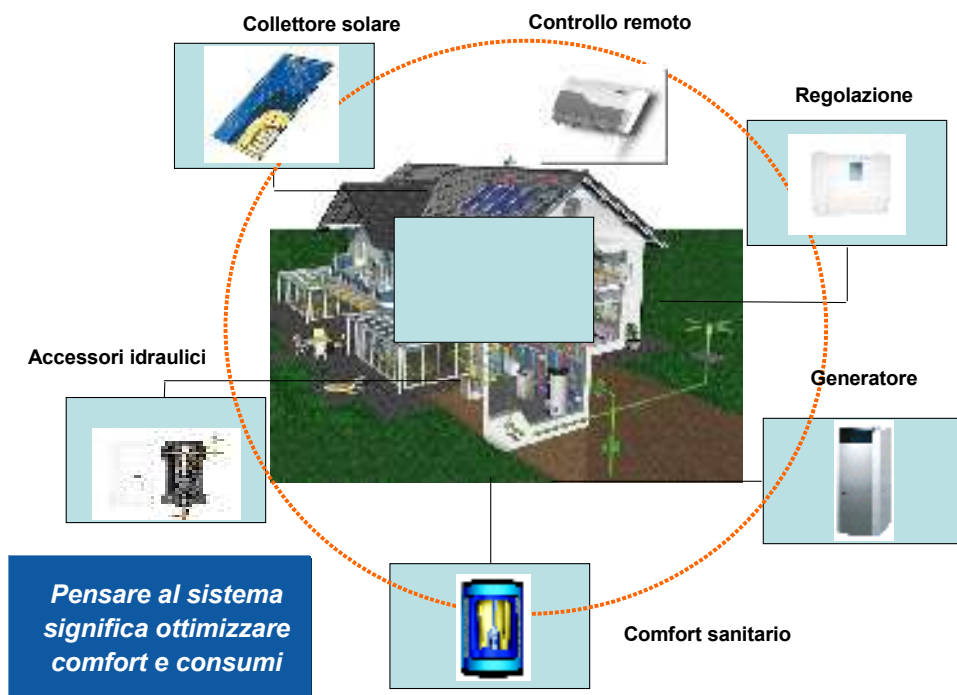 Collettore solare
Controllo remoto
Regolazione
Accessori idraulici
Generatore
Pensare al sistema
significa ottimizzare
comfort e consumi
Comfort sanitario